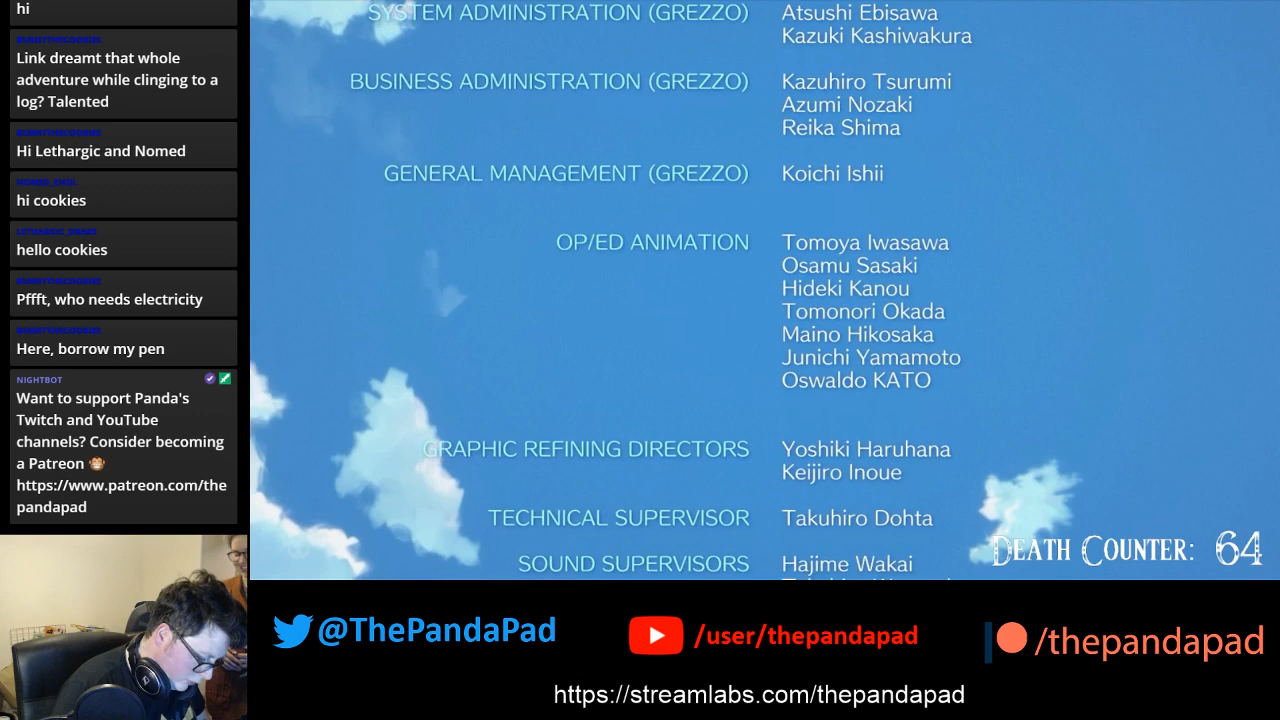 hi
Link dreamt that whole
adventure while clinging to a
log? Talented
Hi Lethargic and Nomed
hi cookies
hello cookies
Pffft, who needs electricity
Here, borrow my pen
NIGHTBOT
Want to support Panda's
Twitch and YouTube
channels? Consider becoming
a Patreon
https://www.patreon.com/the
pandapad
SYSTEM ADMINISTRATION (GREZZO) Atsushi Ebisawa
Kazuki Kashiwakura
BUSINESS ADMINISTRATION (GREZZO) Kazuhiro Tsurumi
Azumi Nozaki
Reika Shima
GENERAL MANAGEMENT (GREZZO) Koichi Ishii
OP/ED ANIMATION Tomoya Iwasawa
Osamu Sasaki
Hideki Kanou
Tomonori Okada
Maino Hikosaka
Junichi Yamamoto
Oswaldo KATO
GRAPHIC REFINING DIRECTORS Yoshiki Haruhana
Keijiro Inoue
TECHNICAL SUPERVISOR Takuhiro Dohta
SOUND SUPERVISORS Hajime Wakai
DEATH COUNTER: 64
@ThePandaPad
/user/thepandapad
/thepandapad
https://streamlabs.com/thepandapad